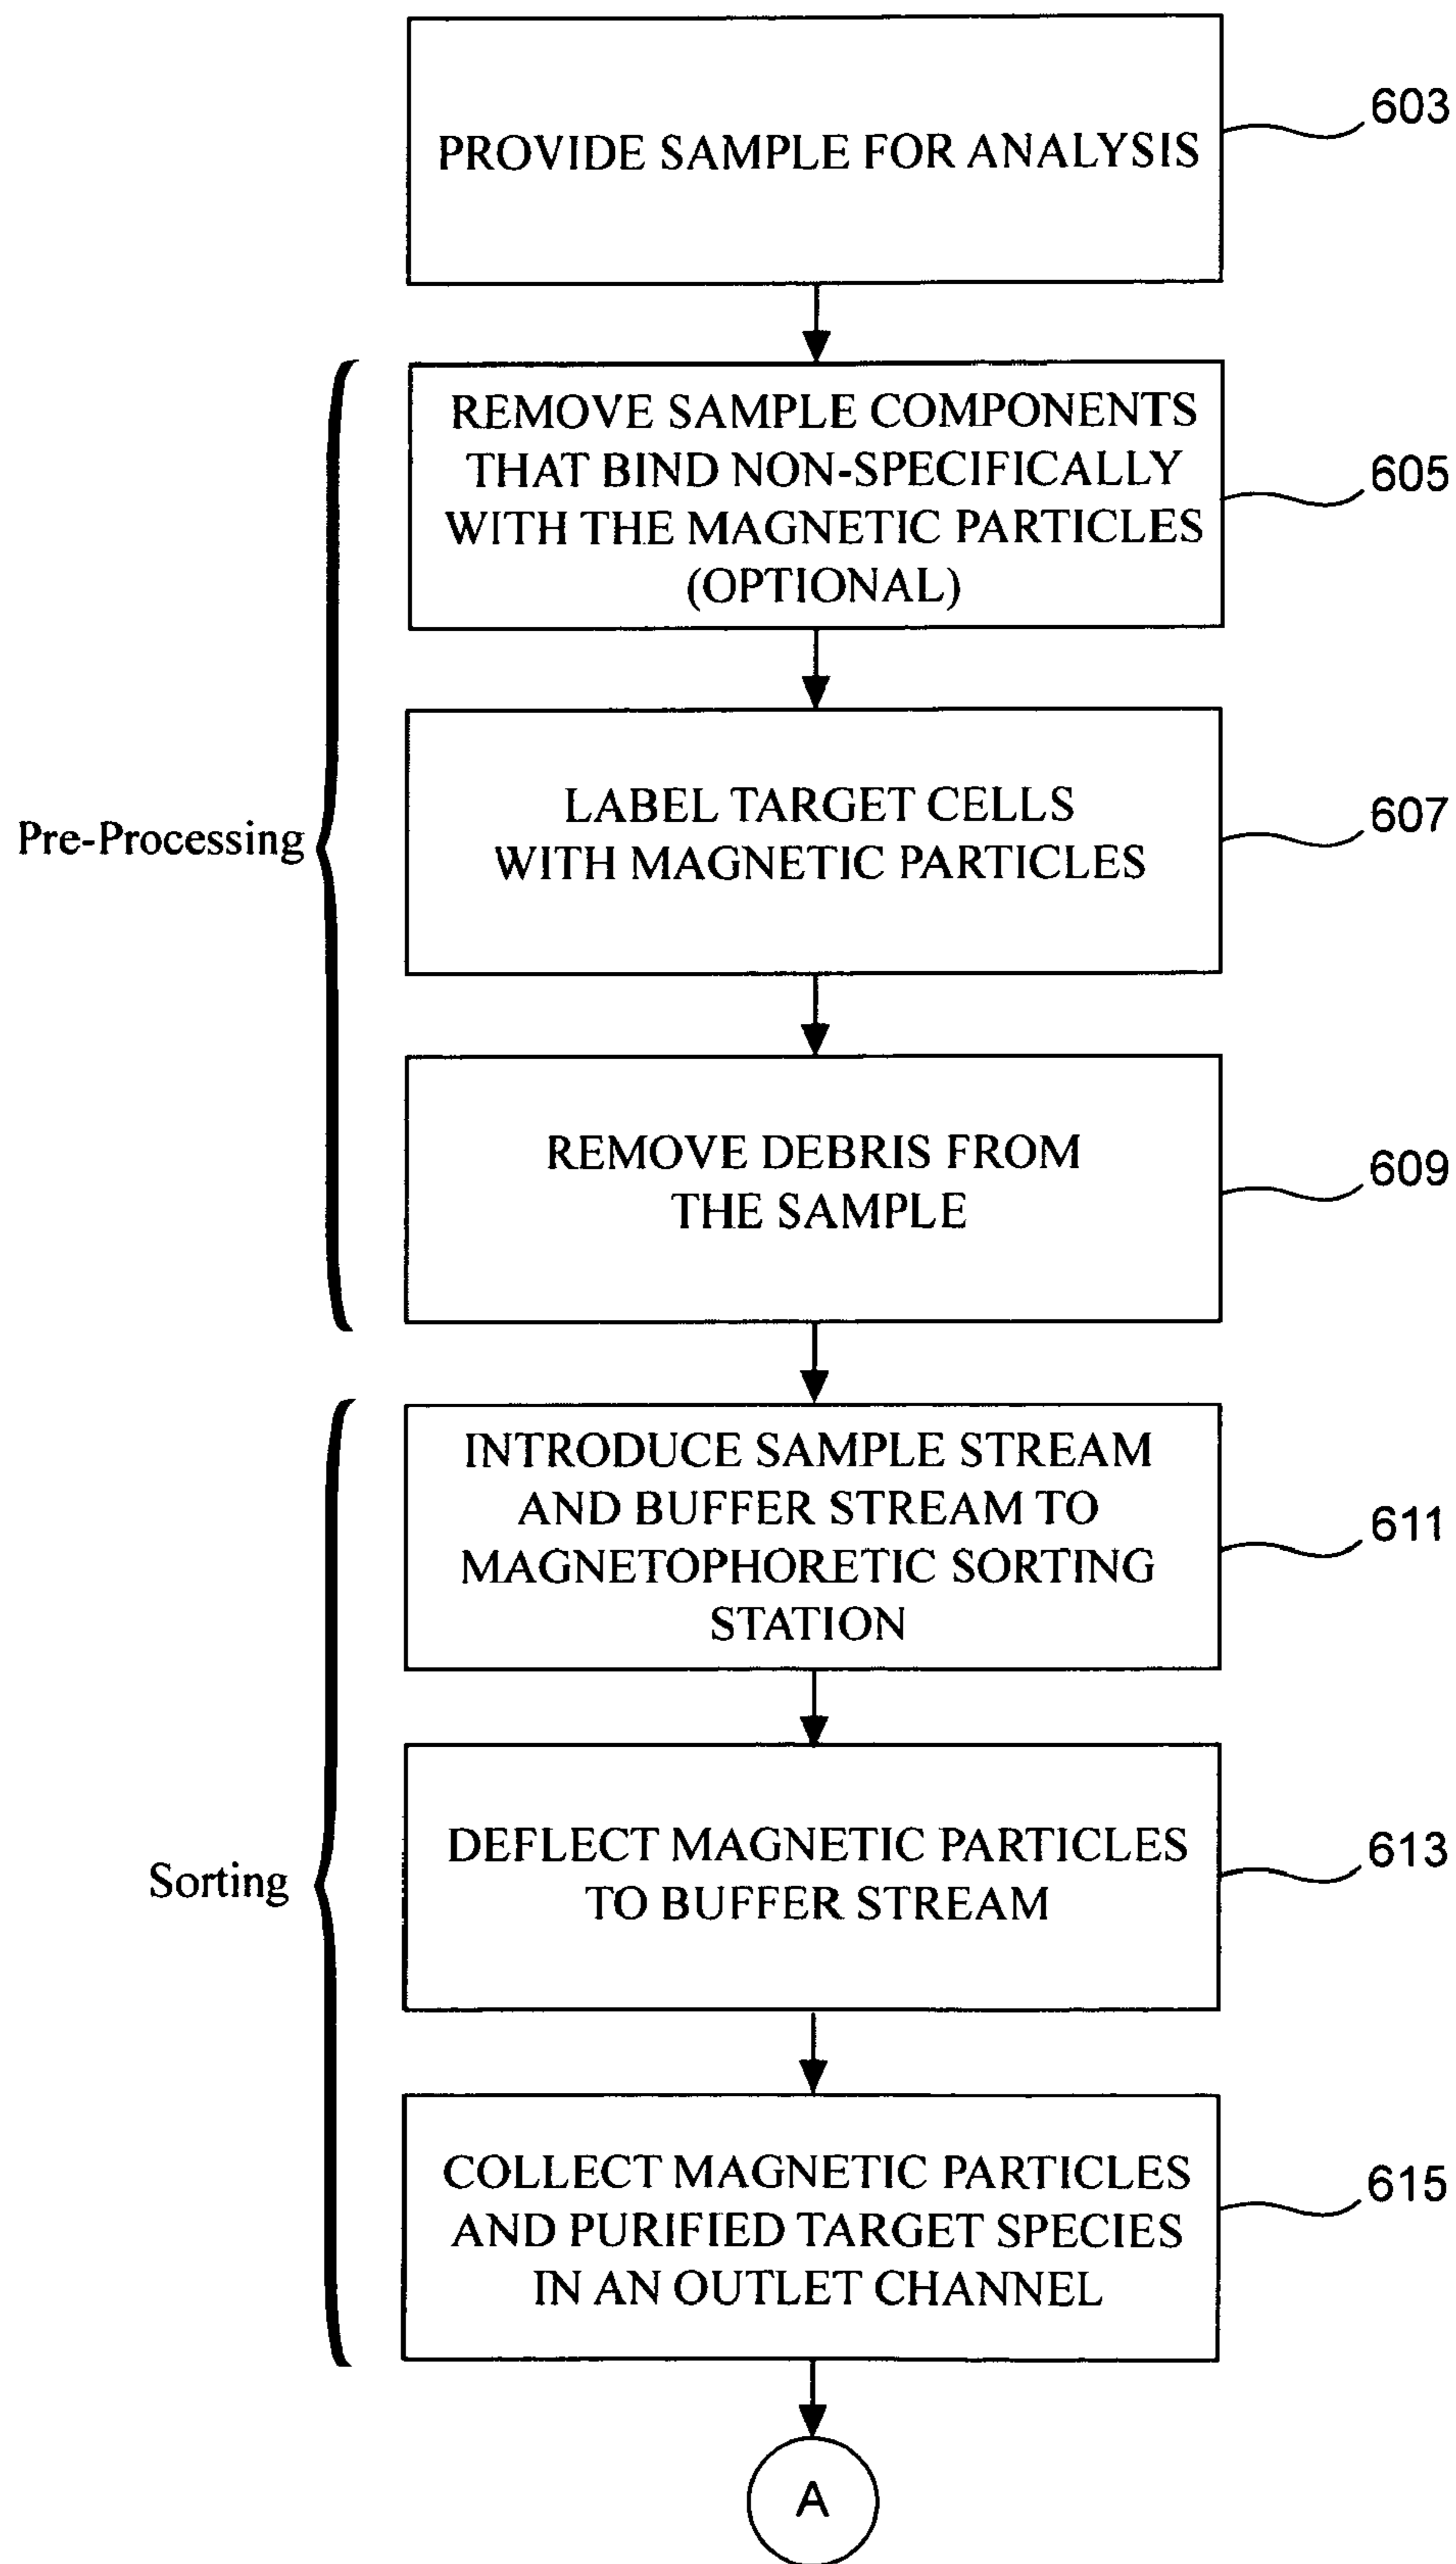 PROVIDE SAMPLE FOR ANALYSIS
603
REMOVE SAMPLE COMPONENTS
THAT BIND NON-SPECIFICALLY
WITH THE MAGNETIC PARTICLES
(OPTIONAL)
605
Pre-Processing
LABEL TARGET CELLS
WITH MAGNETIC PARTICLES
607
REMOVE DEBRIS FROM
THE SAMPLE
609
INTRODUCE SAMPLE STREAM
AND BUFFER STREAM TO
MAGNETOPHORETIC SORTING
STATION
611
Sorting
DEFLECT MAGNETIC PARTICLES
TO BUFFER STREAM
613
COLLECT MAGNETIC PARTICLES
AND PURIFIED TARGET SPECIES
IN AN OUTLET CHANNEL
615
A